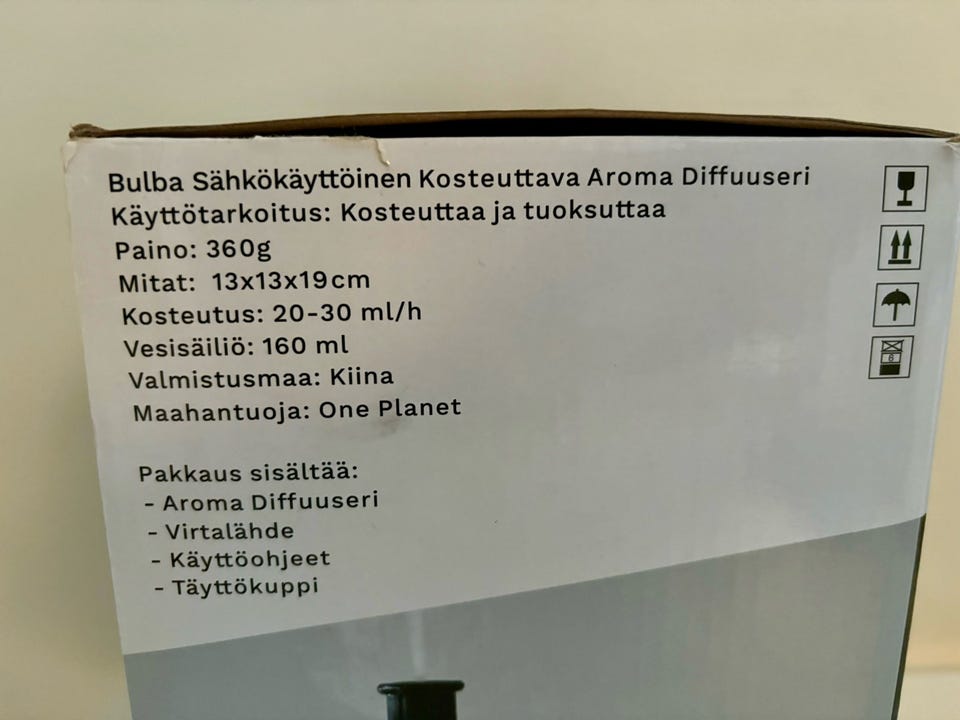 Bulba Sähkökäyttöinen Kosteuttava Aroma Diffuuseri
Käyttötarkoitus: Kosteuttaa ja tuoksuttaa
Paino: 360g
Mitat: 13x13x19cm
Kosteutus: 20-30 ml/h
Vesisäiliö: 160 ml
Valmistusmaa: Kiina
Maahantuoja: One Planet
Pakkaus sisältää:
- Aroma Diffuuseri
- Virtalähde
- Käyttöohjeet
- Täyttökuppi